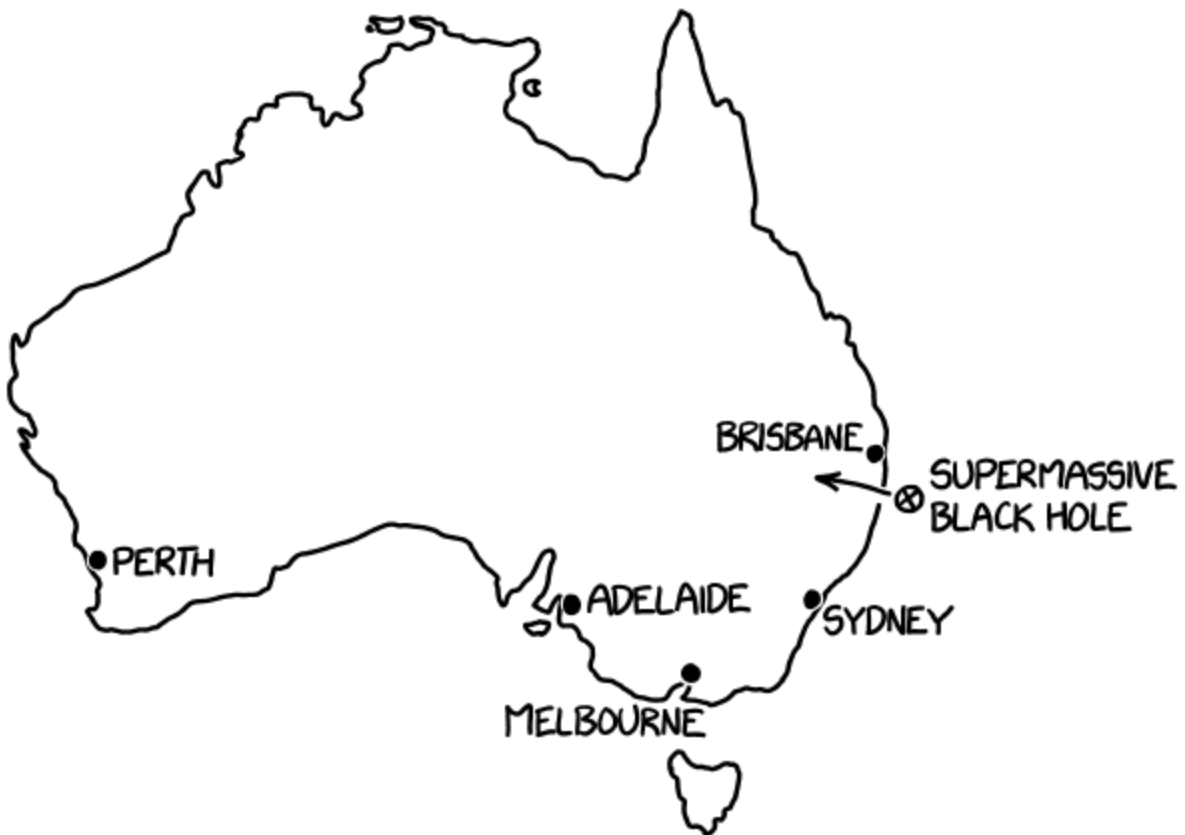 BRISBANE
SUPERMASSIVE
BLACK HOLE
PERTH
ADELAIDE
SYDNEY
MELBOURNE